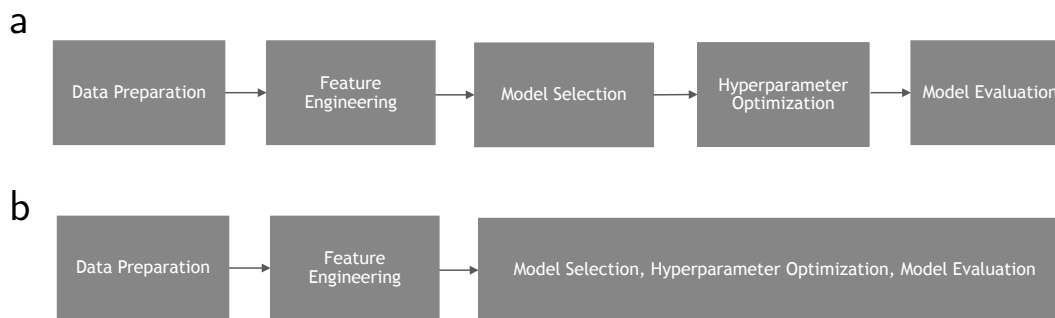 a
Data Preparation
Feature
Engineering
Model Selection
Hyperparameter
Optimization
Model Evaluation
b
Data Preparation
Feature
Engineering
Model Selection, Hyperparameter Optimization, Model Evaluation